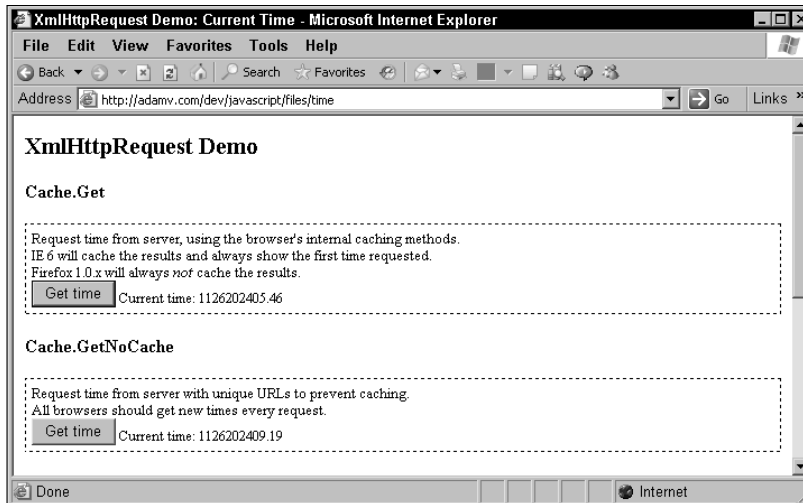 XmlHttpRequest Demo: Current Time - Microsoft Internet Explorer
File Edit View Favorites Tools Help
Back Search Favorites
Address http://adamv.com/dev/javascript/files/time Go Links »
XmlHttpRequest Demo
Cache.Get
Request time from server, using the browser's internal caching methods.
IE 6 will cache the results and always show the first time requested.
Firefox 1.0.x will always not cache the results.
Get time Current time: 1126202405.46
Cache.GetNoCache
Request time from server with unique URLs to prevent caching.
All browsers should get new times every request.
Get time Current time: 1126202409.19
Done Internet